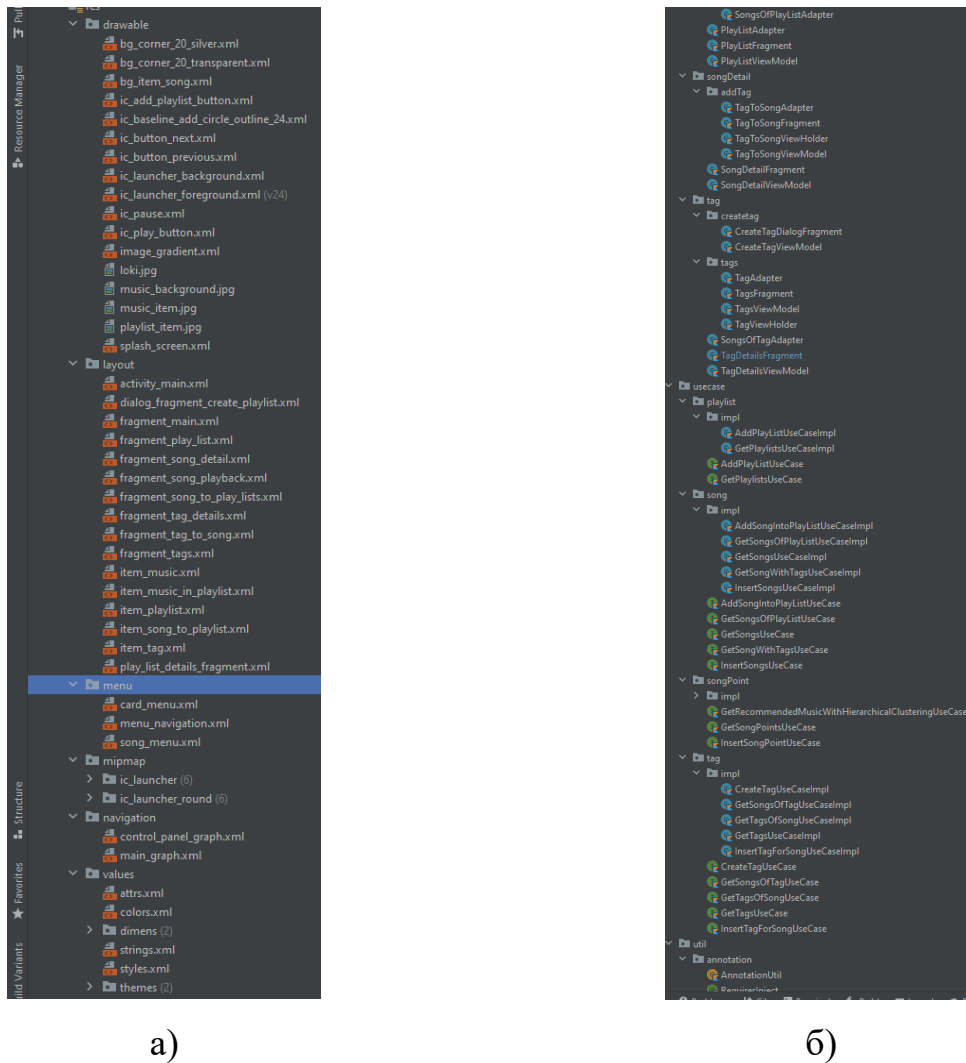 res
drawable
bg_corner_20_silver.xml
bg_corner_20_transparent.xml
bg_item_song.xml
ic_add_playlist_button.xml
ic_baseline_add_circle_outline_24.xml
ic_button_next.xml
ic_button_previous.xml
ic_launcher_background.xml
ic_launcher_foreground.xml (v24)
ic_pause.xml
ic_play_button.xml
image_gradient.xml
loki.jpg
music_background.jpg
music_item.jpg
playlist_item.jpg
splash_screen.xml
layout
activity_main.xml
dialog_fragment_create_playlist.xml
fragment_main.xml
fragment_play_list.xml
fragment_song_detail.xml
fragment_song_playback.xml
fragment_song_to_play_lists.xml
fragment_tag_details.xml
fragment_tag_to_song.xml
fragment_tags.xml
item_music.xml
item_music_in_playlist.xml
item_playlist.xml
item_song_to_playlist.xml
item_tag.xml
play_list_details_fragment.xml
menu
card_menu.xml
menu_navigation.xml
song_menu.xml
mipmap
ic_launcher (6)
ic_launcher_round (6)
navigation
control_panel_graph.xml
main_graph.xml
values
attrs.xml
colors.xml
dimens (2)
strings.xml
styles.xml
themes (2)
Pull
Resource Manager
Structure
Favorites
Build Variants
а)
SongsOfPlayListAdapter
PlayListAdapter
PlayListFragment
PlayListViewModel
songDetail
addTag
TagToSongAdapter
TagToSongFragment
TagToSongViewHolder
TagToSongViewModel
SongDetailFragment
SongDetailViewModel
tag
createtag
CreateTagDialogFragment
CreateTagViewModel
tags
TagAdapter
TagsFragment
TagsViewModel
TagViewHolder
SongsOfTagAdapter
TagDetailsFragment
TagDetailsViewModel
usecase
playlist
impl
AddPlayListUseCaseImpl
GetPlaylistsUseCaseImpl
AddPlayListUseCase
GetPlaylistsUseCase
song
impl
AddSongIntoPlayListUseCaseImpl
GetSongsOfPlayListUseCaseImpl
GetSongsUseCaseImpl
GetSongWithTagsUseCaseImpl
InsertSongsUseCaseImpl
AddSongIntoPlayListUseCase
GetSongsOfPlayListUseCase
GetSongsUseCase
GetSongWithTagsUseCase
InsertSongsUseCase
songPoint
impl
GetRecommendedMusicWithHierarchicalClusteringUseCase
GetSongPointsUseCase
InsertSongPointUseCase
tag
impl
CreateTagUseCaseImpl
GetSongsOfTagUseCaseImpl
GetTagsOfSongUseCaseImpl
GetTagsUseCaseImpl
InsertTagForSongUseCaseImpl
CreateTagUseCase
GetSongsOfTagUseCase
GetTagsOfSongUseCase
GetTagsUseCase
InsertTagForSongUseCase
util
annotation
AnnotationUtil
RequiresInject
б)